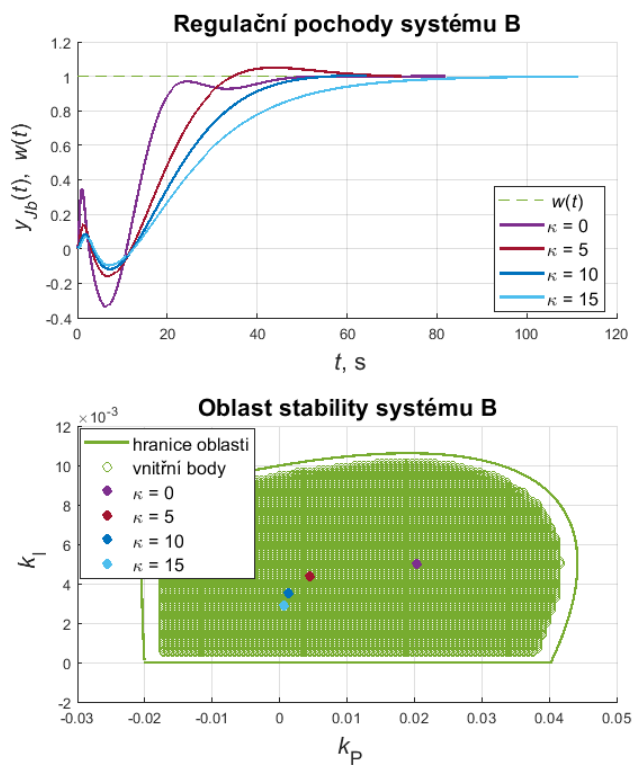 Regulační pochody systému B
1.2
1
0.8
0.6
0.4
0.2
0
-0.2
-0.4
y_Jb(t), w(t)
w(t)
κ = 0
κ = 5
κ = 10
κ = 15
0 20 40 60 80 100 120
t, s
Oblast stability systému B
×10^-3
12
10
8
6
4
2
0
-2
k_I
hranice oblasti
vnitřní body
κ = 0
κ = 5
κ = 10
κ = 15
-0.03 -0.02 -0.01 0 0.01 0.02 0.03 0.04 0.05
k_P